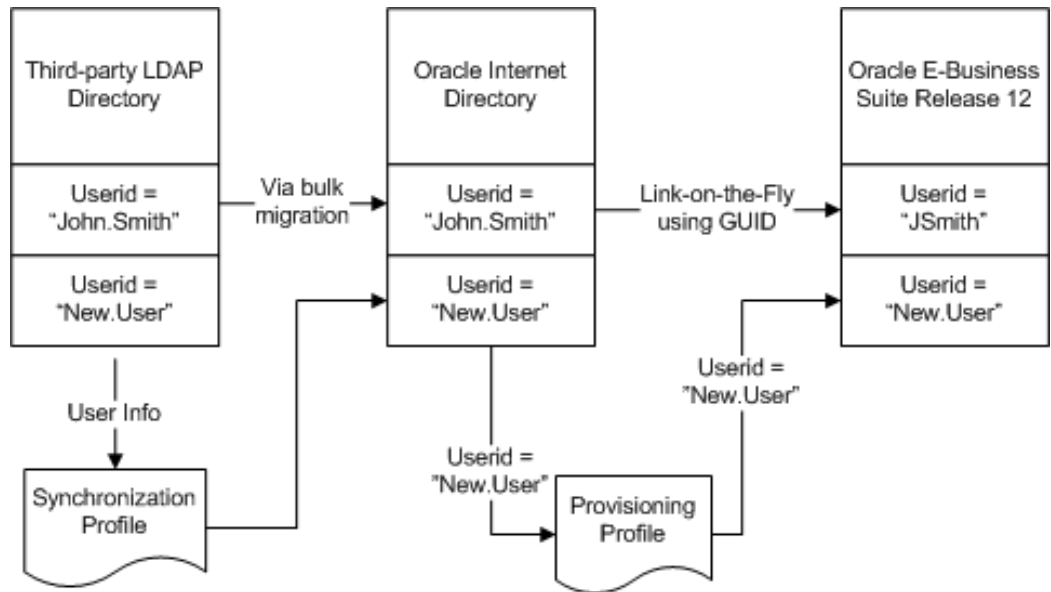 Third-party LDAP
Directory
Oracle Internet
Directory
Oracle E-Business
Suite Release 12
Userid =
“John.Smith”
Via bulk
migration
Userid =
“John.Smith”
Link-on-the-Fly
using GUID
Userid =
“JSmith”
Userid =
“New.User”
Userid =
“New.User”
Userid =
“New.User”
User Info
Userid =
”New.User”
Userid =
”New.User”
Synchronization
Profile
Provisioning
Profile